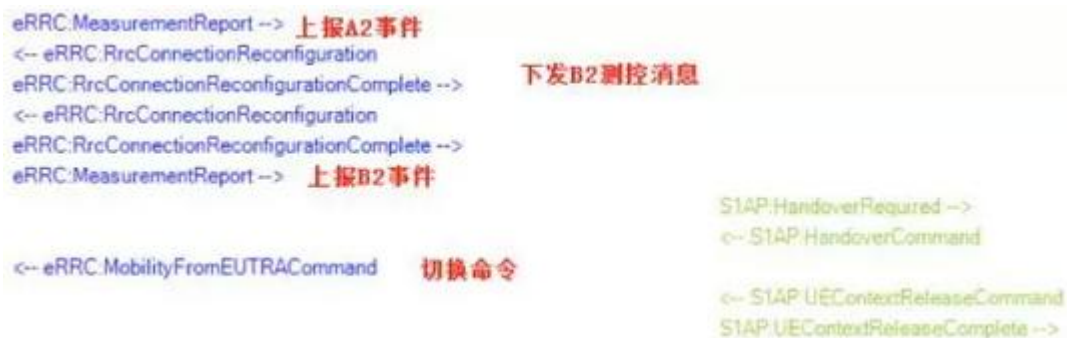 eRRC:MeasurementReport --> 上报A2事件
<-- eRRC:RrcConnectionReconfiguration
eRRC:RrcConnectionReconfigurationComplete --> 下发B2测控消息
<-- eRRC:RrcConnectionReconfiguration
eRRC:RrcConnectionReconfigurationComplete -->
eRRC:MeasurementReport --> 上报B2事件
S1AP:HandoverRequired -->
<-- S1AP:HandoverCommand
<-- eRRC:MobilityFromEUTRACommand 切换命令
<-- S1AP:UEContextReleaseCommand
S1AP:UEContextReleaseComplete -->